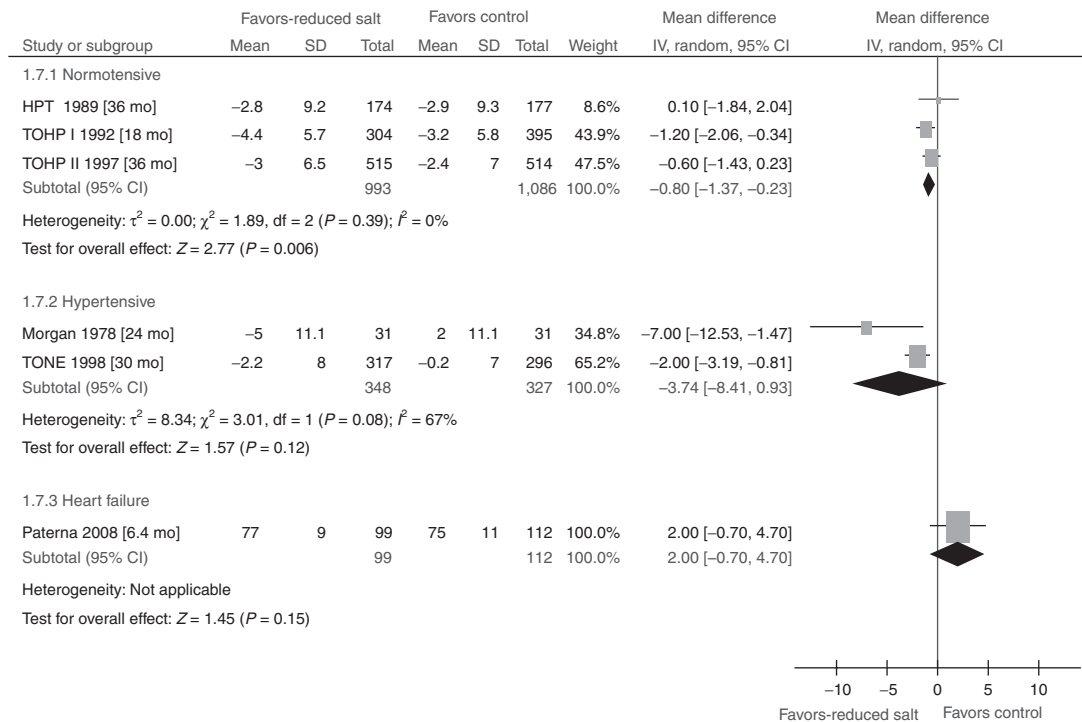 Favors-reduced salt Favors control Mean difference Mean difference
Study or subgroup Mean SD Total Mean SD Total Weight IV, random, 95% CI IV, random, 95% CI
1.7.1 Normotensive
HPT 1989 [36 mo] −2.8 9.2 174 −2.9 9.3 177 8.6% 0.10 [−1.84, 2.04]
TOHP I 1992 [18 mo] −4.4 5.7 304 −3.2 5.8 395 43.9% −1.20 [−2.06, −0.34]
TOHP II 1997 [36 mo] −3 6.5 515 −2.4 7 514 47.5% −0.60 [−1.43, 0.23]
Subtotal (95% CI) 993 1,086 100.0% −0.80 [−1.37, −0.23]
Heterogeneity: τ² = 0.00; χ² = 1.89, df = 2 (P = 0.39); I² = 0%
Test for overall effect: Z = 2.77 (P = 0.006)
1.7.2 Hypertensive
Morgan 1978 [24 mo] −5 11.1 31 2 11.1 31 34.8% −7.00 [−12.53, −1.47]
TONE 1998 [30 mo] −2.2 8 317 −0.2 7 296 65.2% −2.00 [−3.19, −0.81]
Subtotal (95% CI) 348 327 100.0% −3.74 [−8.41, 0.93]
Heterogeneity: τ² = 8.34; χ² = 3.01, df = 1 (P = 0.08); I² = 67%
Test for overall effect: Z = 1.57 (P = 0.12)
1.7.3 Heart failure
Paterna 2008 [6.4 mo] 77 9 99 75 11 112 100.0% 2.00 [−0.70, 4.70]
Subtotal (95% CI) 99 112 100.0% 2.00 [−0.70, 4.70]
Heterogeneity: Not applicable
Test for overall effect: Z = 1.45 (P = 0.15)
−10 −5 0 5 10
Favors-reduced salt Favors control